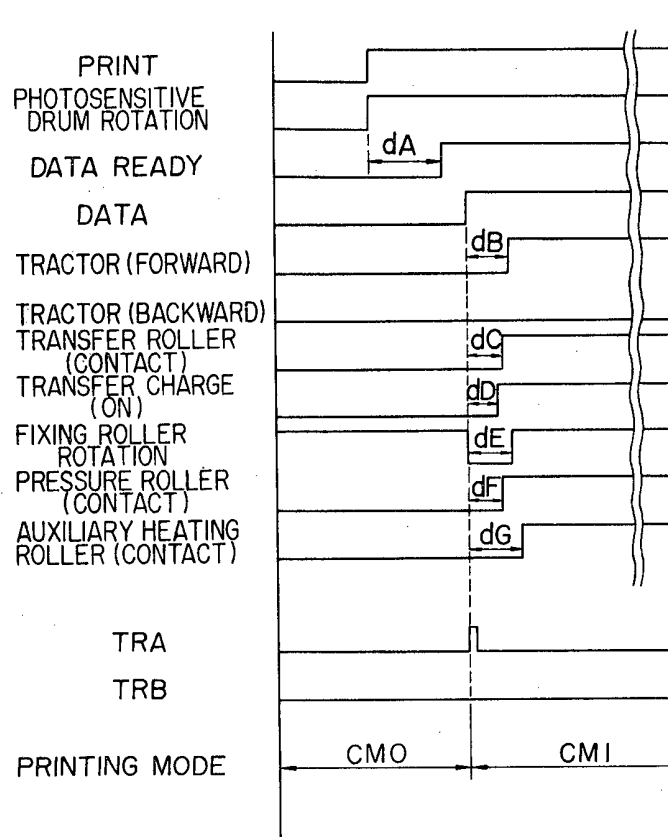 PRINT
PHOTOSENSITIVE
DRUM ROTATION
dA
DATA READY
DATA
dB
TRACTOR (FORWARD)
TRACTOR (BACKWARD)
TRANSFER ROLLER
(CONTACT)
dC
TRANSFER CHARGE
(ON)
dD
FIXING ROLLER
ROTATION
dE
PRESSURE ROLLER
(CONTACT)
dF
AUXILIARY HEATING
ROLLER (CONTACT)
dG
TRA
TRB
PRINTING MODE
CM0
CM1